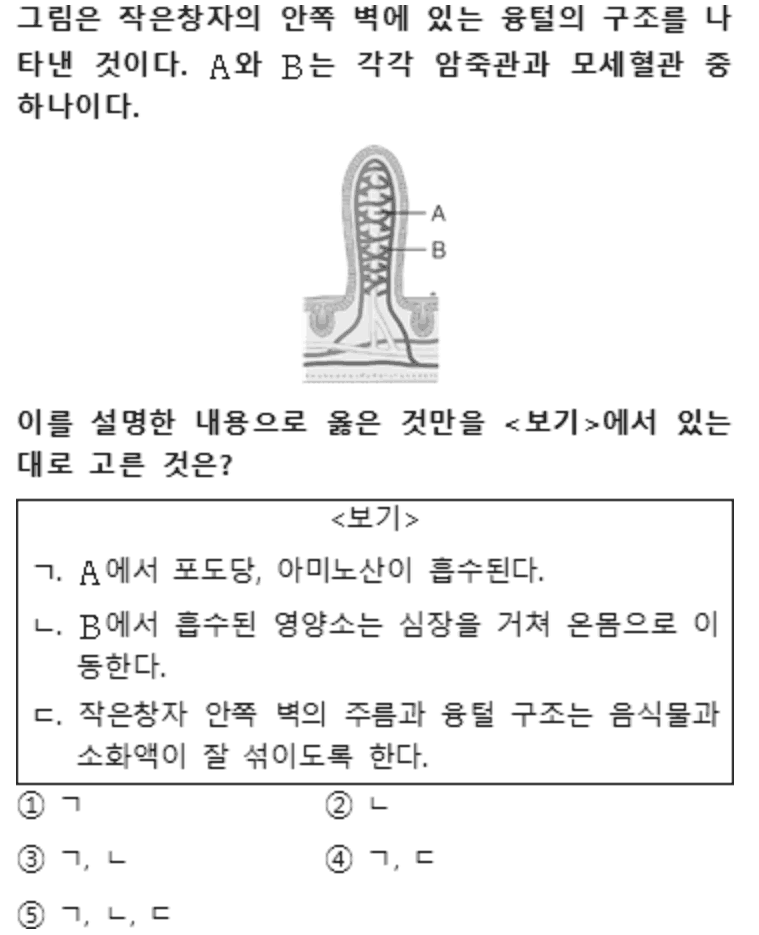 그림은 작은창자의 안쪽 벽에 있는 융털의 구조를 나
타낸 것이다. A와 B는 각각 암죽관과 모세혈관 중
하나이다.
A
B
이를 설명한 내용으로 옳은 것만을 <보기>에서 있는
대로 고른 것은?
<보기>
ㄱ. A에서 포도당, 아미노산이 흡수된다.
ㄴ. B에서 흡수된 영양소는 심장을 거쳐 온몸으로 이
동한다.
ㄷ. 작은창자 안쪽 벽의 주름과 융털 구조는 음식물과
소화액이 잘 섞이도록 한다.
① ㄱ ② ㄴ
③ ㄱ, ㄴ ④ ㄱ, ㄷ
⑤ ㄱ, ㄴ, ㄷ